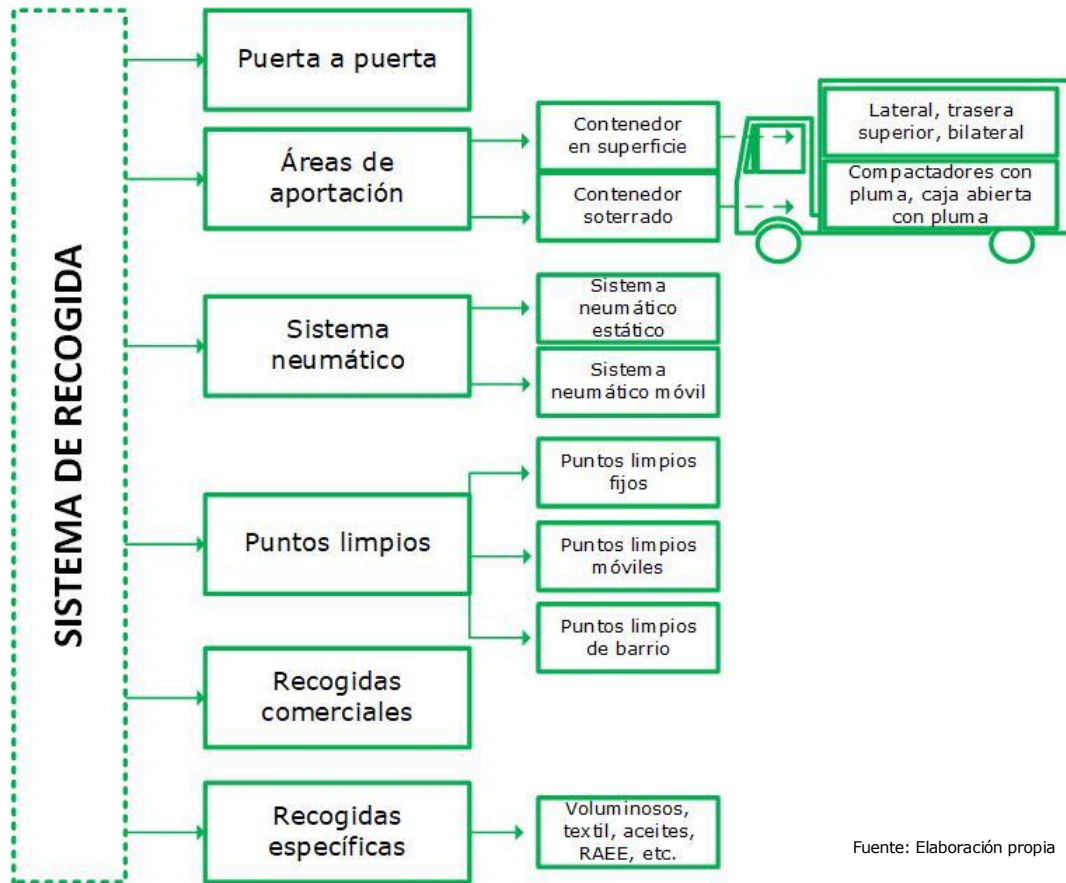 SISTEMA DE RECOGIDA
Puerta a puerta
Áreas de
aportación
Contenedor
en superficie
Contenedor
soterrado
Lateral, trasera
superior, bilateral
Compactadores con
pluma, caja abierta
con pluma
Sistema
neumático
Sistema
neumático
estático
Sistema
neumático móvil
Puntos limpios
Puntos limpios
fijos
Puntos limpios
móviles
Puntos limpios
de barrio
Recogidas
comerciales
Recogidas
específicas
Voluminosos,
textil, aceites,
RAEE, etc.
Fuente: Elaboración propia